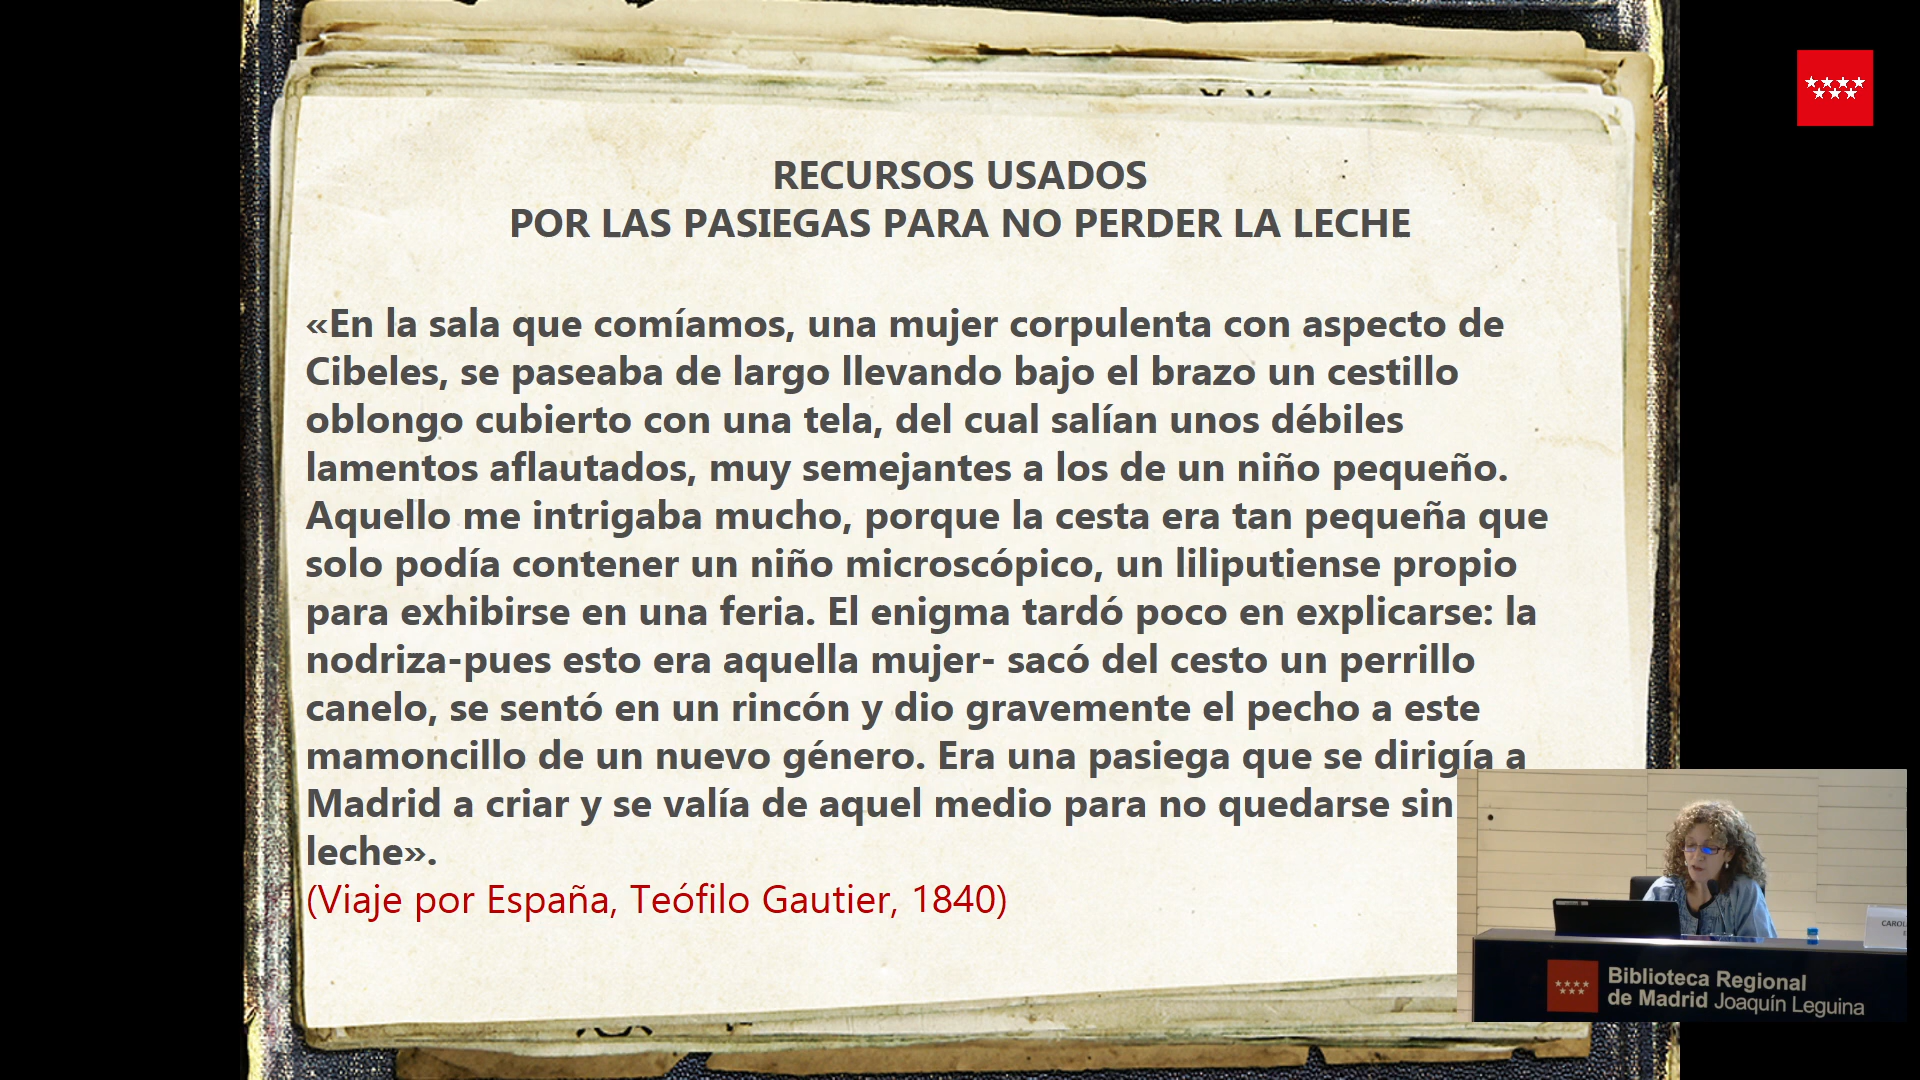 RECURSOS USADOS
POR LAS PASIEGAS PARA NO PERDER LA LECHE
«En la sala que comíamos, una mujer corpulenta con aspecto de
Cibeles, se paseaba de largo llevando bajo el brazo un cestillo
oblongo cubierto con una tela, del cual salían unos débiles
lamentos aflautados, muy semejantes a los de un niño pequeño.
Aquello me intrigaba mucho, porque la cesta era tan pequeña que
solo podía contener un niño microscópico, un liliputiense propio
para exhibirse en una feria. El enigma tardó poco en explicarse: la
nodriza-pues esto era aquella mujer- sacó del cesto un perrillo
canelo, se sentó en un rincón y dio gravemente el pecho a este
mamoncillo de un nuevo género. Era una pasiega que se dirigía a
Madrid a criar y se valía de aquel medio para no quedarse sin
leche».
(Viaje por España, Teófilo Gautier, 1840)
Biblioteca Regional
de Madrid Joaquín Leguina